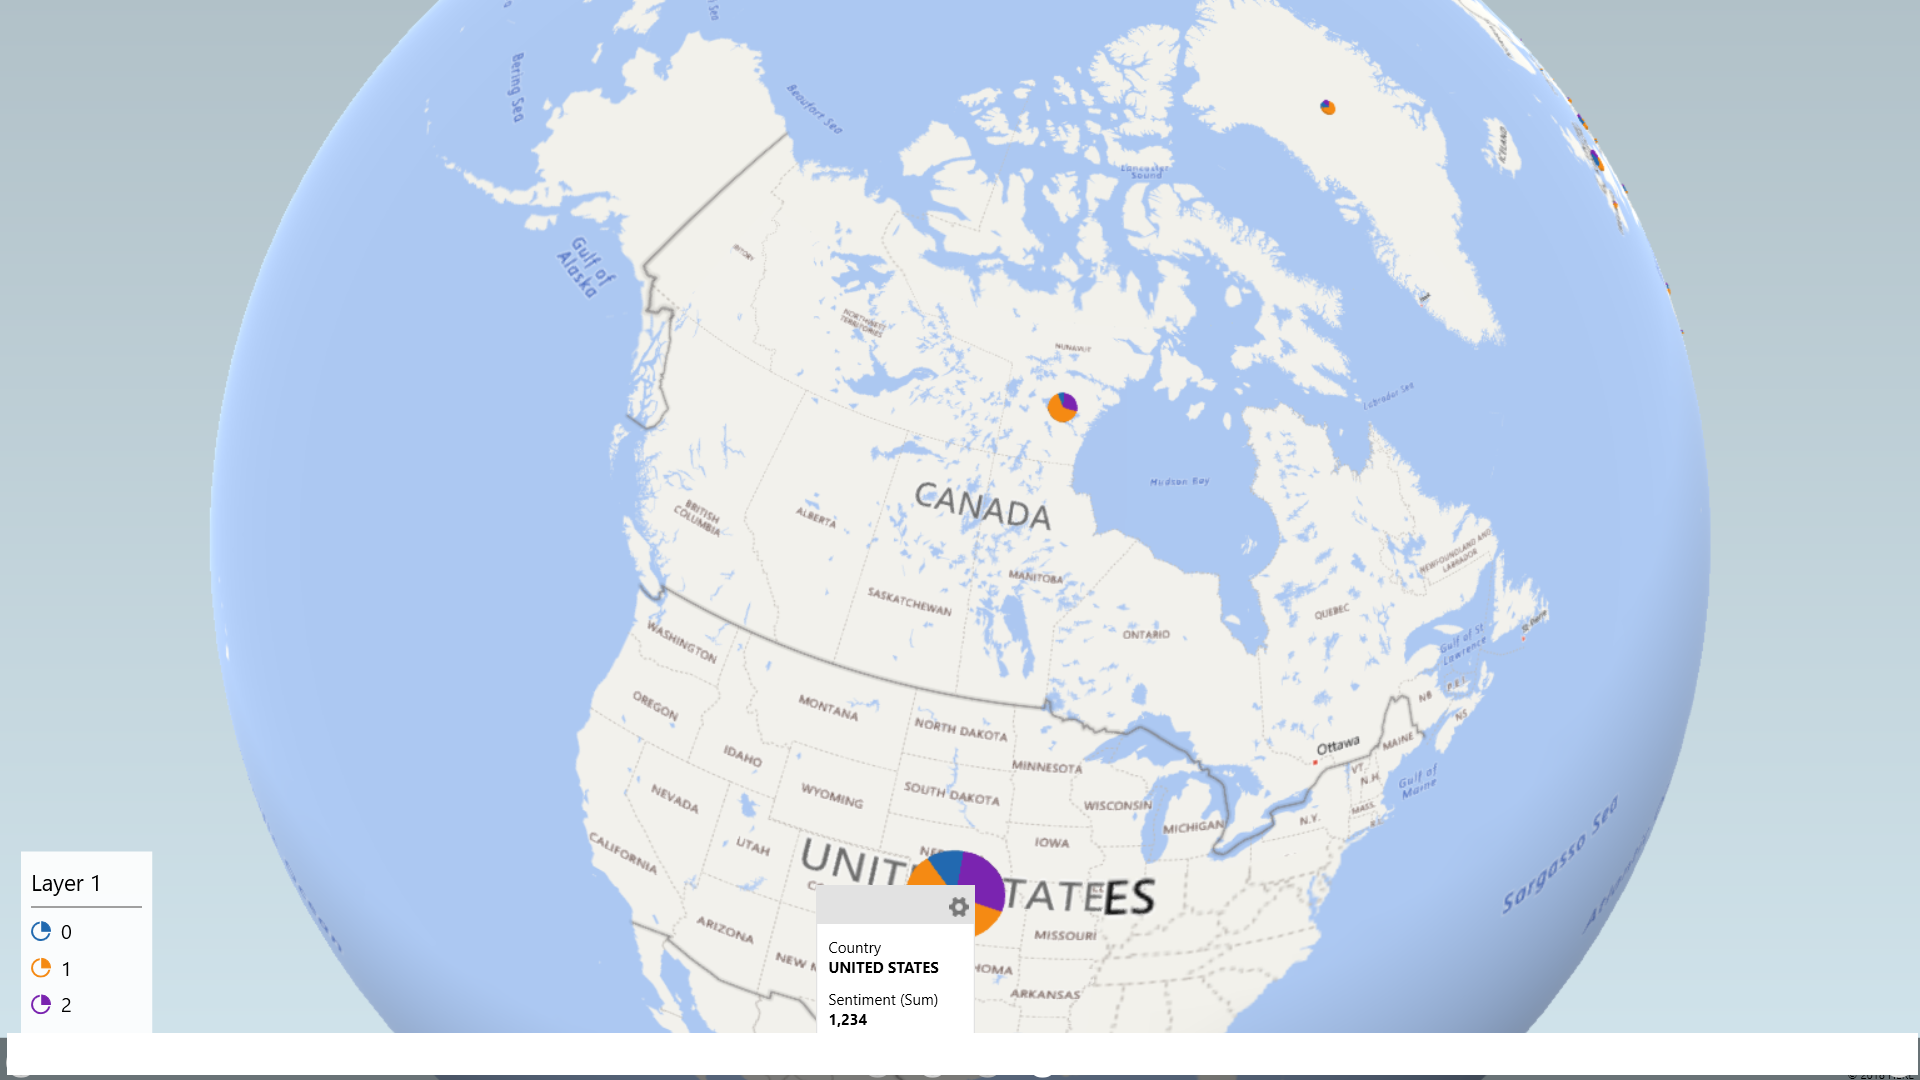 Bering Sea
Beaufort Sea
Lancaster
Sound
ICELAND
Gulf of
Alaska
NORTHWEST
TERRITORIES
NUNAVUT
Labrador Sea
Hudson Bay
CANADA
BRITISH
COLUMBIA
ALBERTA
NEWFOUNDLAND AND
LABRADOR
MANITOBA
SASKATCHEWAN
QUEBEC
ONTARIO
Gulf of St
Lawrence
WASHINGTON
P.E.I.
NB
NS
OREGON
MONTANA
NORTH DAKOTA
Ottawa
MAINE
IDAHO
MINNESOTA
VT.
N.H.
Gulf of
Maine
NEVADA
WYOMING
SOUTH DAKOTA
WISCONSIN
MASS.
N.Y.
MICHIGAN
Sargasso Sea
CALIFORNIA
UTAH
IOWA
UNIT
TATES
Layer 1
0
1
2
ARIZONA
MISSOURI
NEW
HOMA
ARKANSAS
Country
UNITED STATES
Sentiment (Sum)
1,234